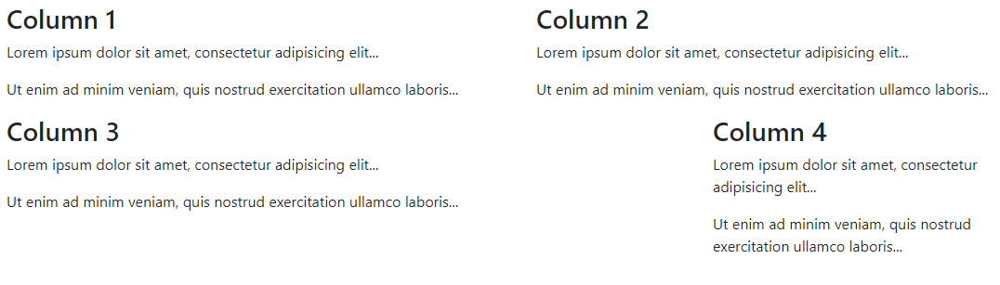 Column 1
Lorem ipsum dolor sit amet, consectetur adipisicing elit...
Ut enim ad minim veniam, quis nostrud exercitation ullamco laboris...
Column 2
Lorem ipsum dolor sit amet, consectetur adipisicing elit...
Ut enim ad minim veniam, quis nostrud exercitation ullamco laboris...
Column 3
Lorem ipsum dolor sit amet, consectetur adipisicing elit...
Ut enim ad minim veniam, quis nostrud exercitation ullamco laboris...
Column 4
Lorem ipsum dolor sit amet, consectetur
adipisicing elit...
Ut enim ad minim veniam, quis nostrud
exercitation ullamco laboris...